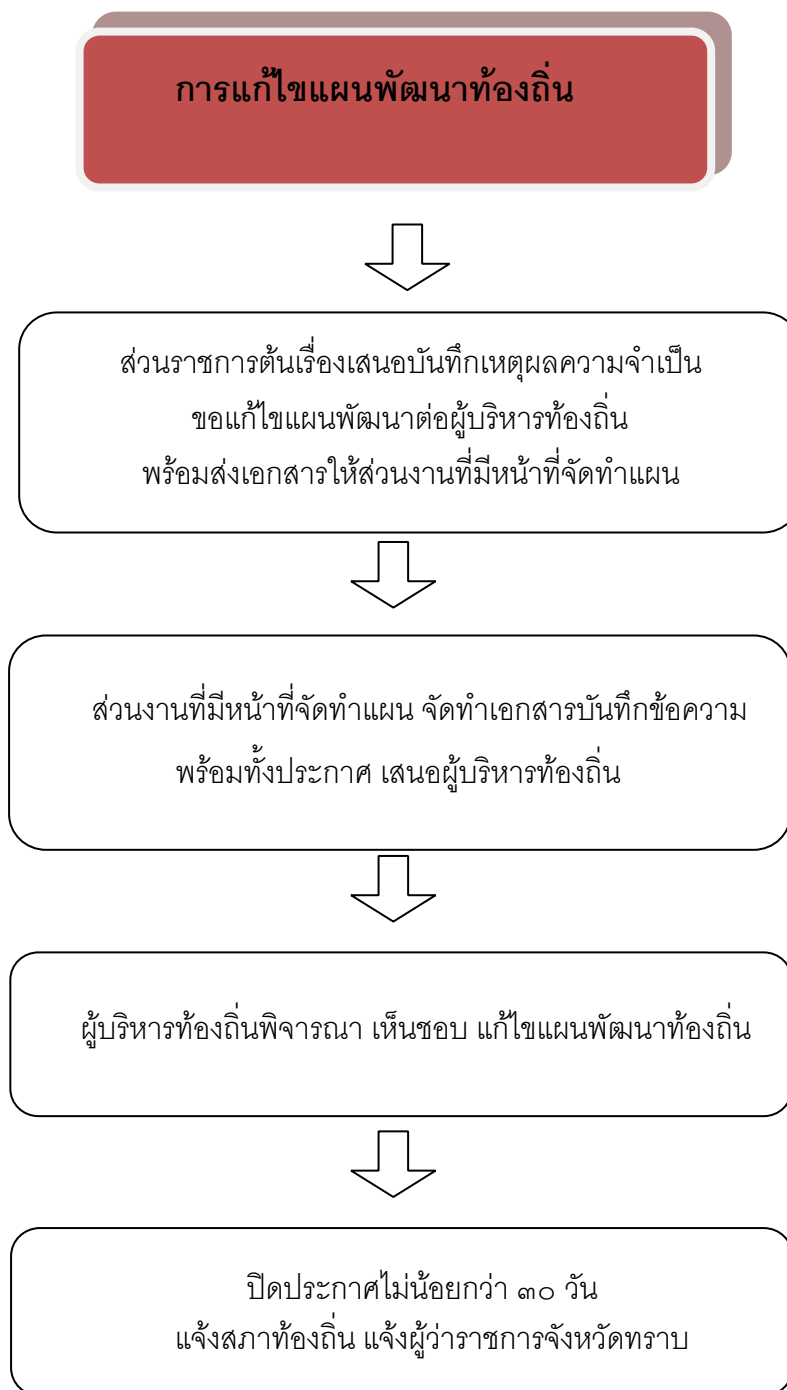 การแก้ไขแผนพัฒนาท้องถิ่น
ส่วนราชการต้นเรื่องเสนอบันทึกเหตุผลความจำเป็น
ขอแก้ไขแผนพัฒนาต่อผู้บริหารท้องถิ่น
พร้อมส่งเอกสารให้ส่วนงานที่มีหน้าที่จัดทำแผน
ส่วนงานที่มีหน้าที่จัดทำแผน จัดทำเอกสารบันทึกข้อความ
พร้อมทั้งประกาศ เสนอผู้บริหารท้องถิ่น
ผู้บริหารท้องถิ่นพิจารณา เห็นชอบ แก้ไขแผนพัฒนาท้องถิ่น
ปิดประกาศไม่น้อยกว่า ๓๐ วัน
แจ้งสภาท้องถิ่น แจ้งผู้ว่าราชการจังหวัดทราบ